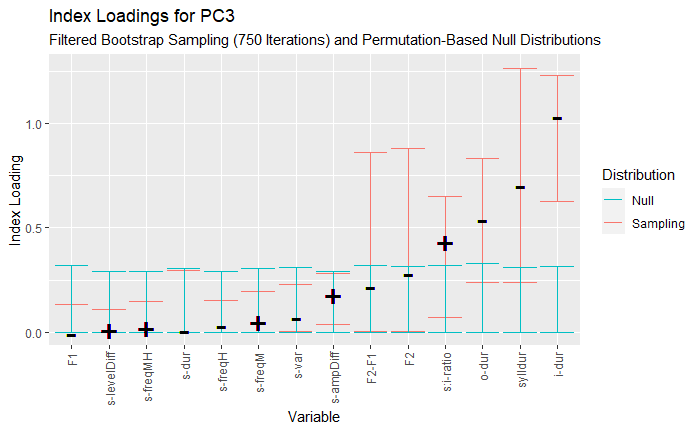 Index Loadings for PC3
Filtered Bootstrap Sampling (750 Iterations) and Permutation-Based Null Distributions
Index Loading
1.0
0.5
0.0
F1
s-levelDiff
s-freqMH
s-dur
s-freqH
s-freqM
s-var
s-ampDiff
F2-F1
F2
s:i-ratio
o-dur
sylldur
i-dur
Variable
Distribution
Null
Sampling